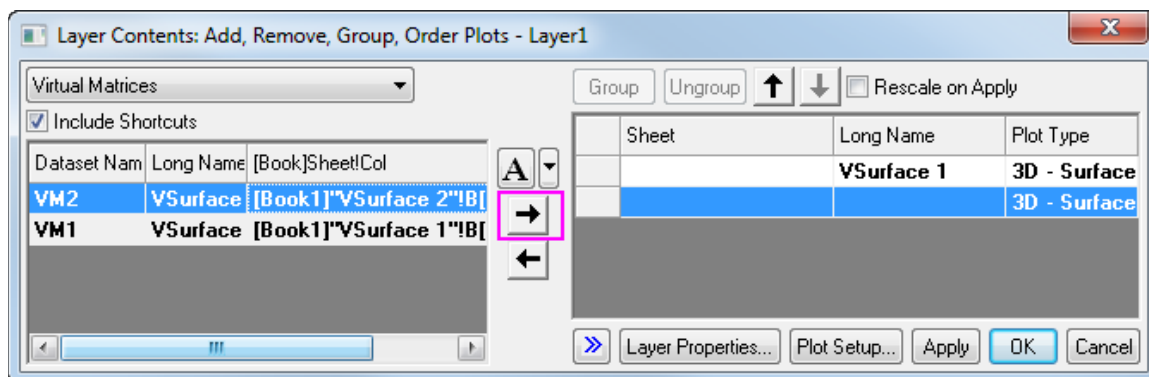 Layer Contents: Add, Remove, Group, Order Plots - Layer1
Virtual Matrices
Include Shortcuts
Dataset Nam Long Name [Book]Sheet!Col
VM2 VSurface [Book1]"VSurface 2"!B[
VM1 VSurface [Book1]"VSurface 1"!B[
A
Group Ungroup Rescale on Apply
Sheet Long Name Plot Type
VSurface 1 3D - Surface
3D - Surface
Layer Properties... Plot Setup... Apply OK Cancel